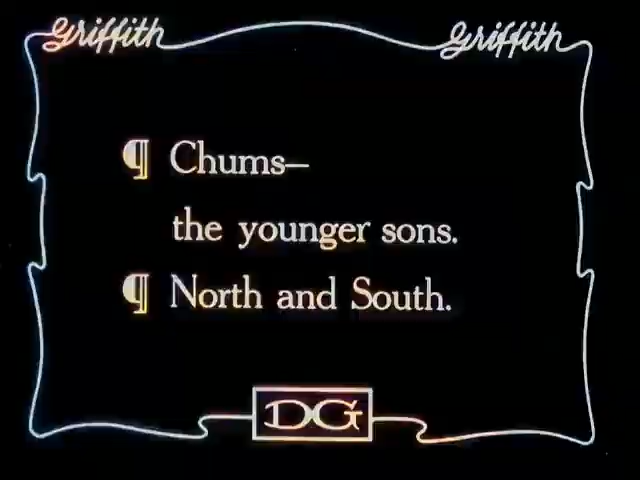 Griffith Griffith
¶ Chums—
the younger sons.
¶ North and South.
DG